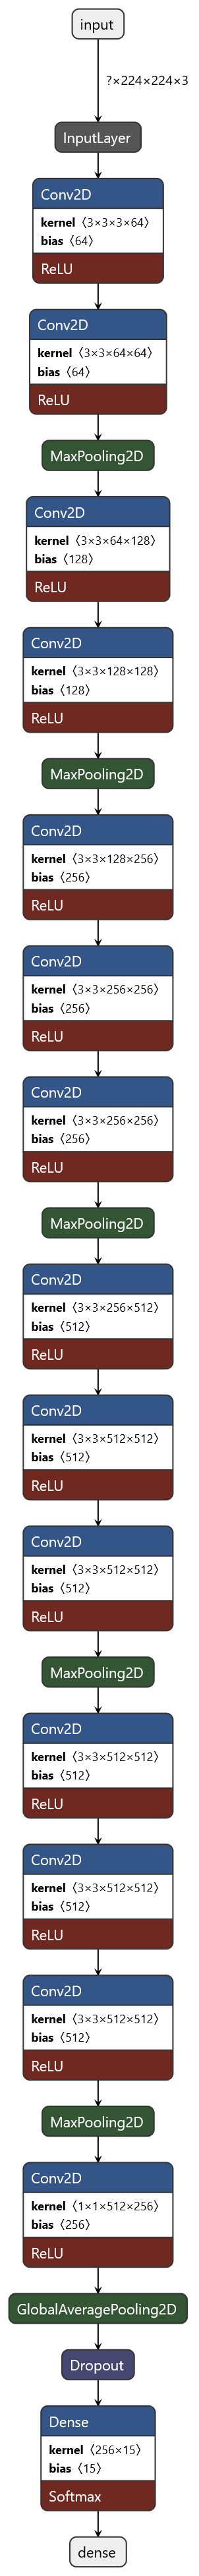 input
?×224×224×3
InputLayer
Conv2D
kernel〈3×3×3×64〉
bias〈64〉
ReLU
Conv2D
kernel〈3×3×64×64〉
bias〈64〉
ReLU
MaxPooling2D
Conv2D
kernel〈3×3×64×128〉
bias〈128〉
ReLU
Conv2D
kernel〈3×3×128×128〉
bias〈128〉
ReLU
MaxPooling2D
Conv2D
kernel〈3×3×128×256〉
bias〈256〉
ReLU
Conv2D
kernel〈3×3×256×256〉
bias〈256〉
ReLU
Conv2D
kernel〈3×3×256×256〉
bias〈256〉
ReLU
MaxPooling2D
Conv2D
kernel〈3×3×256×512〉
bias〈512〉
ReLU
Conv2D
kernel〈3×3×512×512〉
bias〈512〉
ReLU
Conv2D
kernel〈3×3×512×512〉
bias〈512〉
ReLU
MaxPooling2D
Conv2D
kernel〈3×3×512×512〉
bias〈512〉
ReLU
Conv2D
kernel〈3×3×512×512〉
bias〈512〉
ReLU
Conv2D
kernel〈3×3×512×512〉
bias〈512〉
ReLU
MaxPooling2D
Conv2D
kernel〈1×1×512×256〉
bias〈256〉
ReLU
GlobalAveragePooling2D
Dropout
Dense
kernel〈256×15〉
bias〈15〉
Softmax
dense